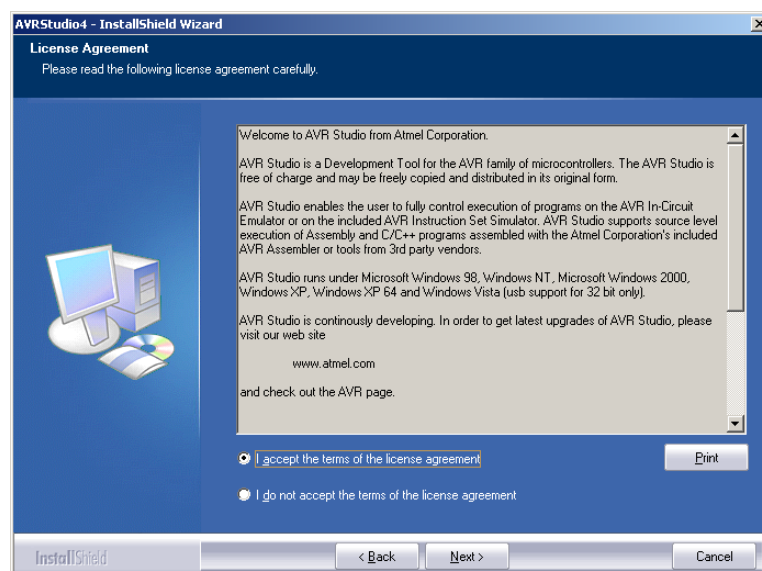 AVRStudio4 - InstallShield Wizard
License Agreement
Please read the following license agreement carefully.
Welcome to AVR Studio from Atmel Corporation.
AVR Studio is a Development Tool for the AVR family of microcontrollers. The AVR Studio is
free of charge and may be freely copied and distributed in its original form.
AVR Studio enables the user to fully control execution of programs on the AVR In-Circuit
Emulator or on the included AVR Instruction Set Simulator. AVR Studio supports source level
execution of Assembly and C/C++ programs assembled with the Atmel Corporation's included
AVR Assembler or tools from 3rd party vendors.
AVR Studio runs under Microsoft Windows 98, Windows NT, Microsoft Windows 2000,
Windows XP, Windows XP 64 and Windows Vista (usb support for 32 bit only).
AVR Studio is continously developing. In order to get latest upgrades of AVR Studio, please
visit our web site
www.atmel.com
and check out the AVR page.
I accept the terms of the license agreement
Print
I do not accept the terms of the license agreement
InstallShield
< Back
Next >
Cancel